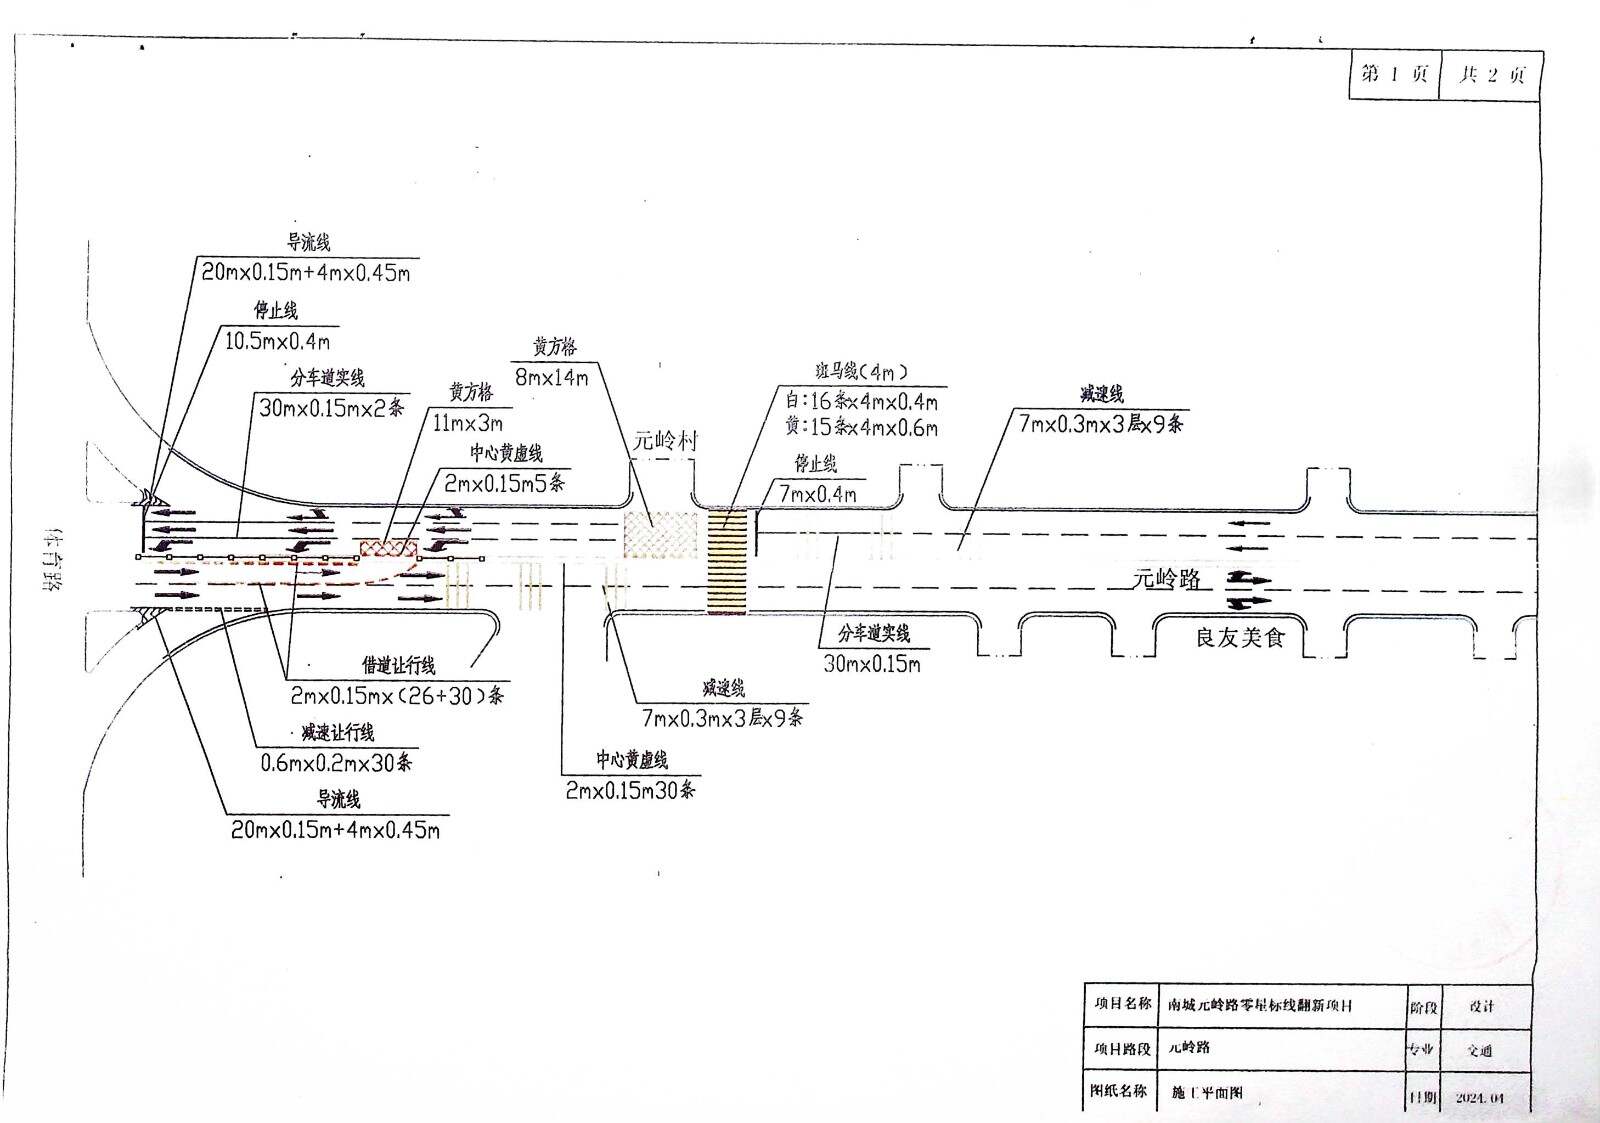 第 1 页 共 2 页
导流线
20m×0.15m+4m×0.45m
停止线
10.5m×0.4m
分车道实线
30m×0.15m×2条
黄方格
8m×14m
黄方格
11m×3m
中心黄虚线
2m×0.15m5条
元岭村
斑马线(4m)
白:16条×4m×0.4m
黄:15条×4m×0.6m
停止线
7m×0.4m
减速线
7m×0.3m×3层×9条
体育路
元岭路
良友美食
分车道实线
30m×0.15m
借道让行线
2m×0.15m×(26+30)条
减速线
7m×0.3m×3层×9条
减速让行线
0.6m×0.2m×30条
中心黄虚线
2m×0.15m30条
导流线
20m×0.15m+4m×0.45m
项目名称 南城元岭路零星标线翻新项目 阶段 设计
项目路段 元岭路 专业 交通
图纸名称 施工平面图 日期 2024.04